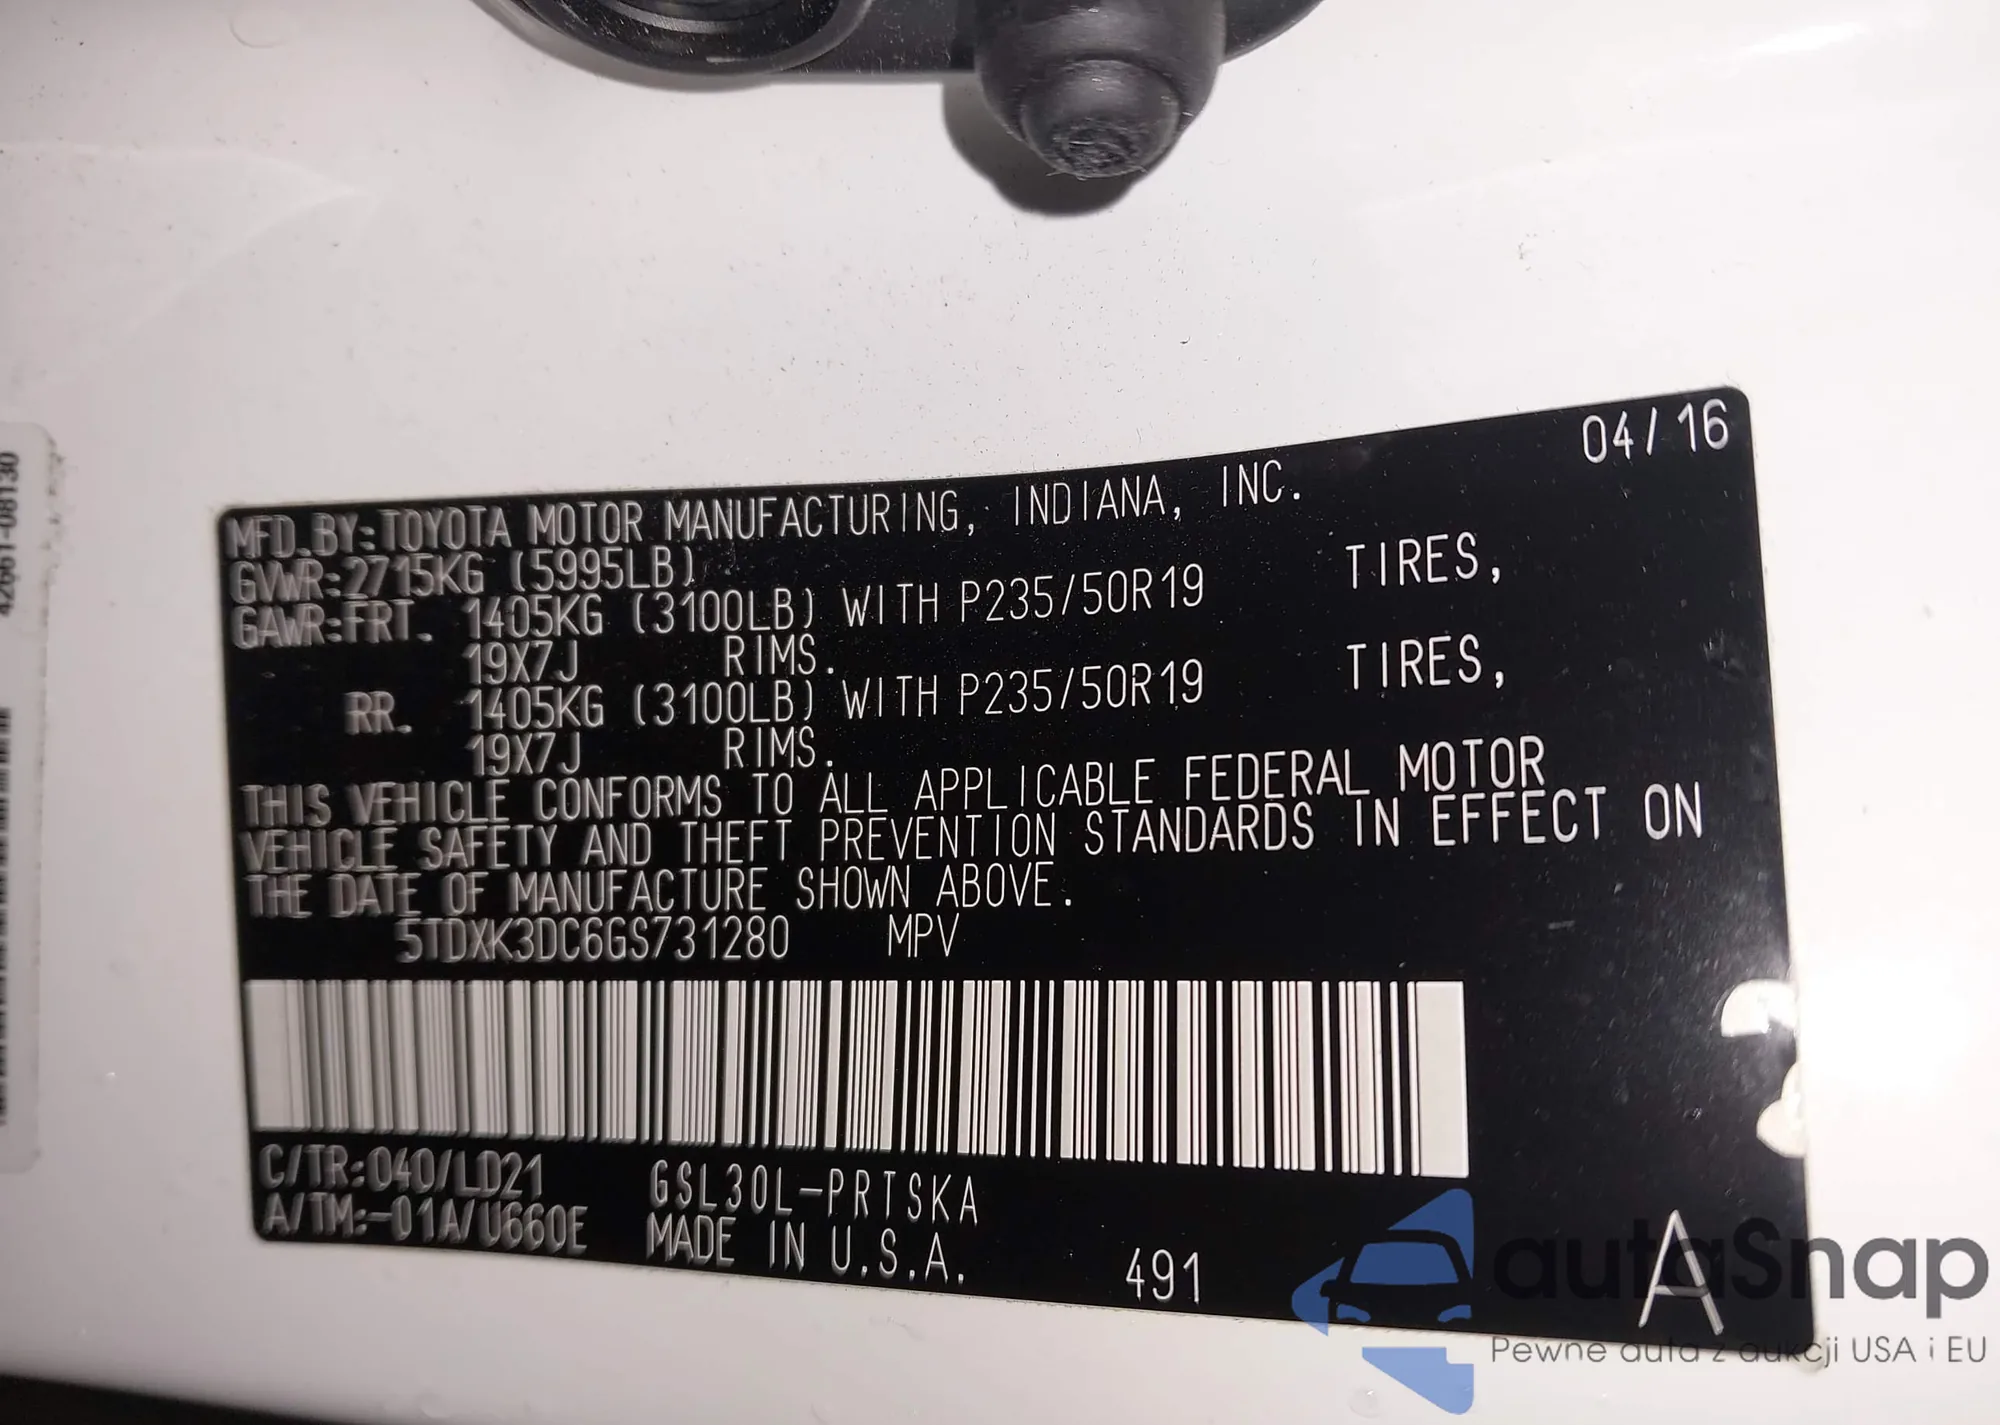 04/16
MFD.BY:TOYOTA MOTOR MANUFACTURING, INDIANA, INC.
GVWR:2715KG (5995LB)
GAWR:FRT. 1405KG (3100LB) WITH P235/50R19 TIRES,
19X7J RIMS.
RR. 1405KG (3100LB) WITH P235/50R19 TIRES,
19X7J RIMS.
THIS VEHICLE CONFORMS TO ALL APPLICABLE FEDERAL MOTOR
VEHICLE SAFETY AND THEFT PREVENTION STANDARDS IN EFFECT ON
THE DATE OF MANUFACTURE SHOWN ABOVE.
5TDXK3DC6GS731280 MPV
C/TR:040/LD21 GSL30L-PRTSKA
A/TM:-01A/U660E MADE IN U.S.A. 491 A
42661-08130
autoSnap
Pewne auta z aukcji USA i EU